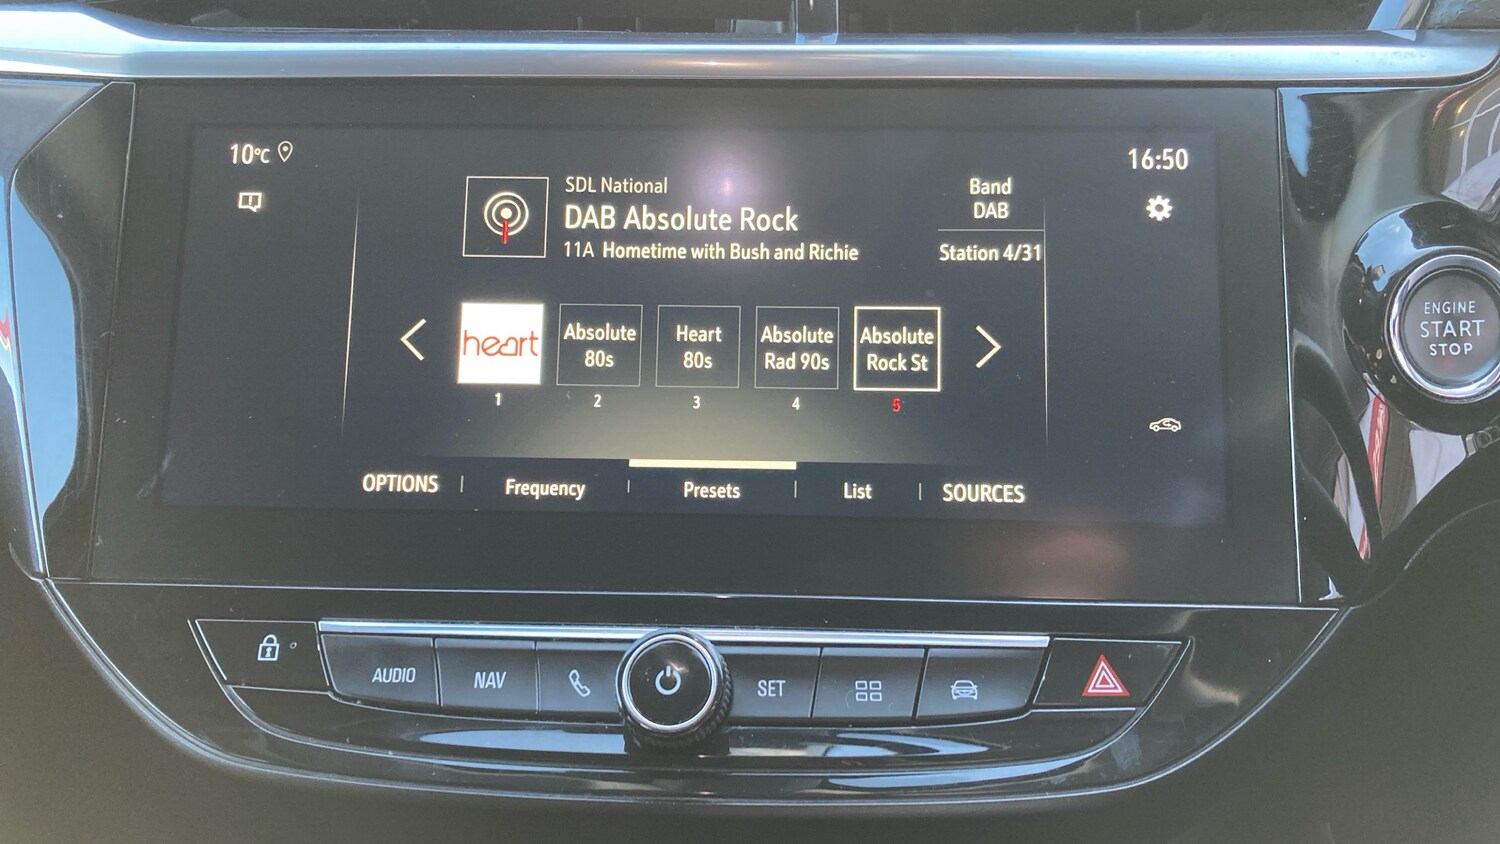 10°C
16:50
SDL National
DAB Absolute Rock
11A Hometime with Bush and Richie
Band
DAB
Station 4/31
heart
Absolute
80s
Heart
80s
Absolute
Rad 90s
Absolute
Rock St
1
2
3
4
5
OPTIONS
Frequency
Presets
List
SOURCES
ENGINE
START
STOP
AUDIO
NAV
SET